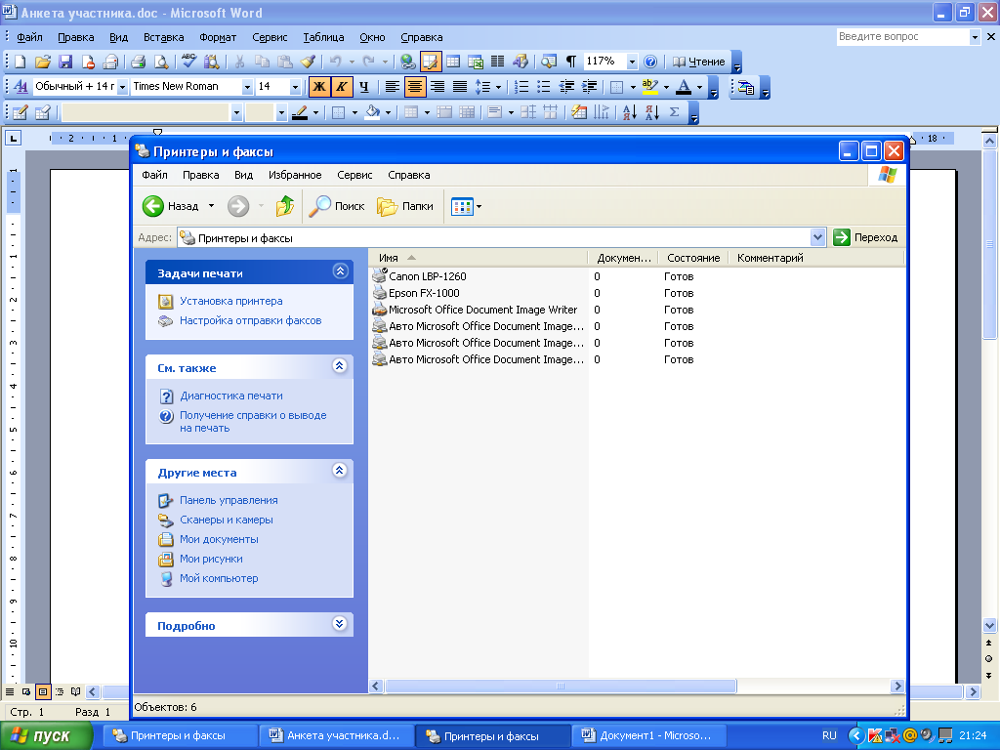 Анкета участника.doc - Microsoft Word
Файл Правка Вид Вставка Формат Сервис Таблица Окно Справка Введите вопрос
117% Чтение
Обычный + 14 г Times New Roman 14 Ж К Ч
2 1 18
Принтеры и факсы
Файл Правка Вид Избранное Сервис Справка
Назад Поиск Папки
Адрес: Принтеры и факсы Переход
Задачи печати
Установка принтера
Настройка отправки факсов
См. также
Диагностика печати
Получение справки о выводе
на печать
Другие места
Панель управления
Сканеры и камеры
Мои документы
Мои рисунки
Мой компьютер
Подробно
Имя Докумен... Состояние Комментарий
Canon LBP-1260 0 Готов
Epson FX-1000 0 Готов
Microsoft Office Document Image Writer 0 Готов
Авто Microsoft Office Document Image... 0 Готов
Авто Microsoft Office Document Image... 0 Готов
Авто Microsoft Office Document Image... 0 Готов
Объектов: 6
Стр. 1 Разд 1
пуск Принтеры и факсы Анкета участника.d... Принтеры и факсы Документ1 - Microso... RU 21:24